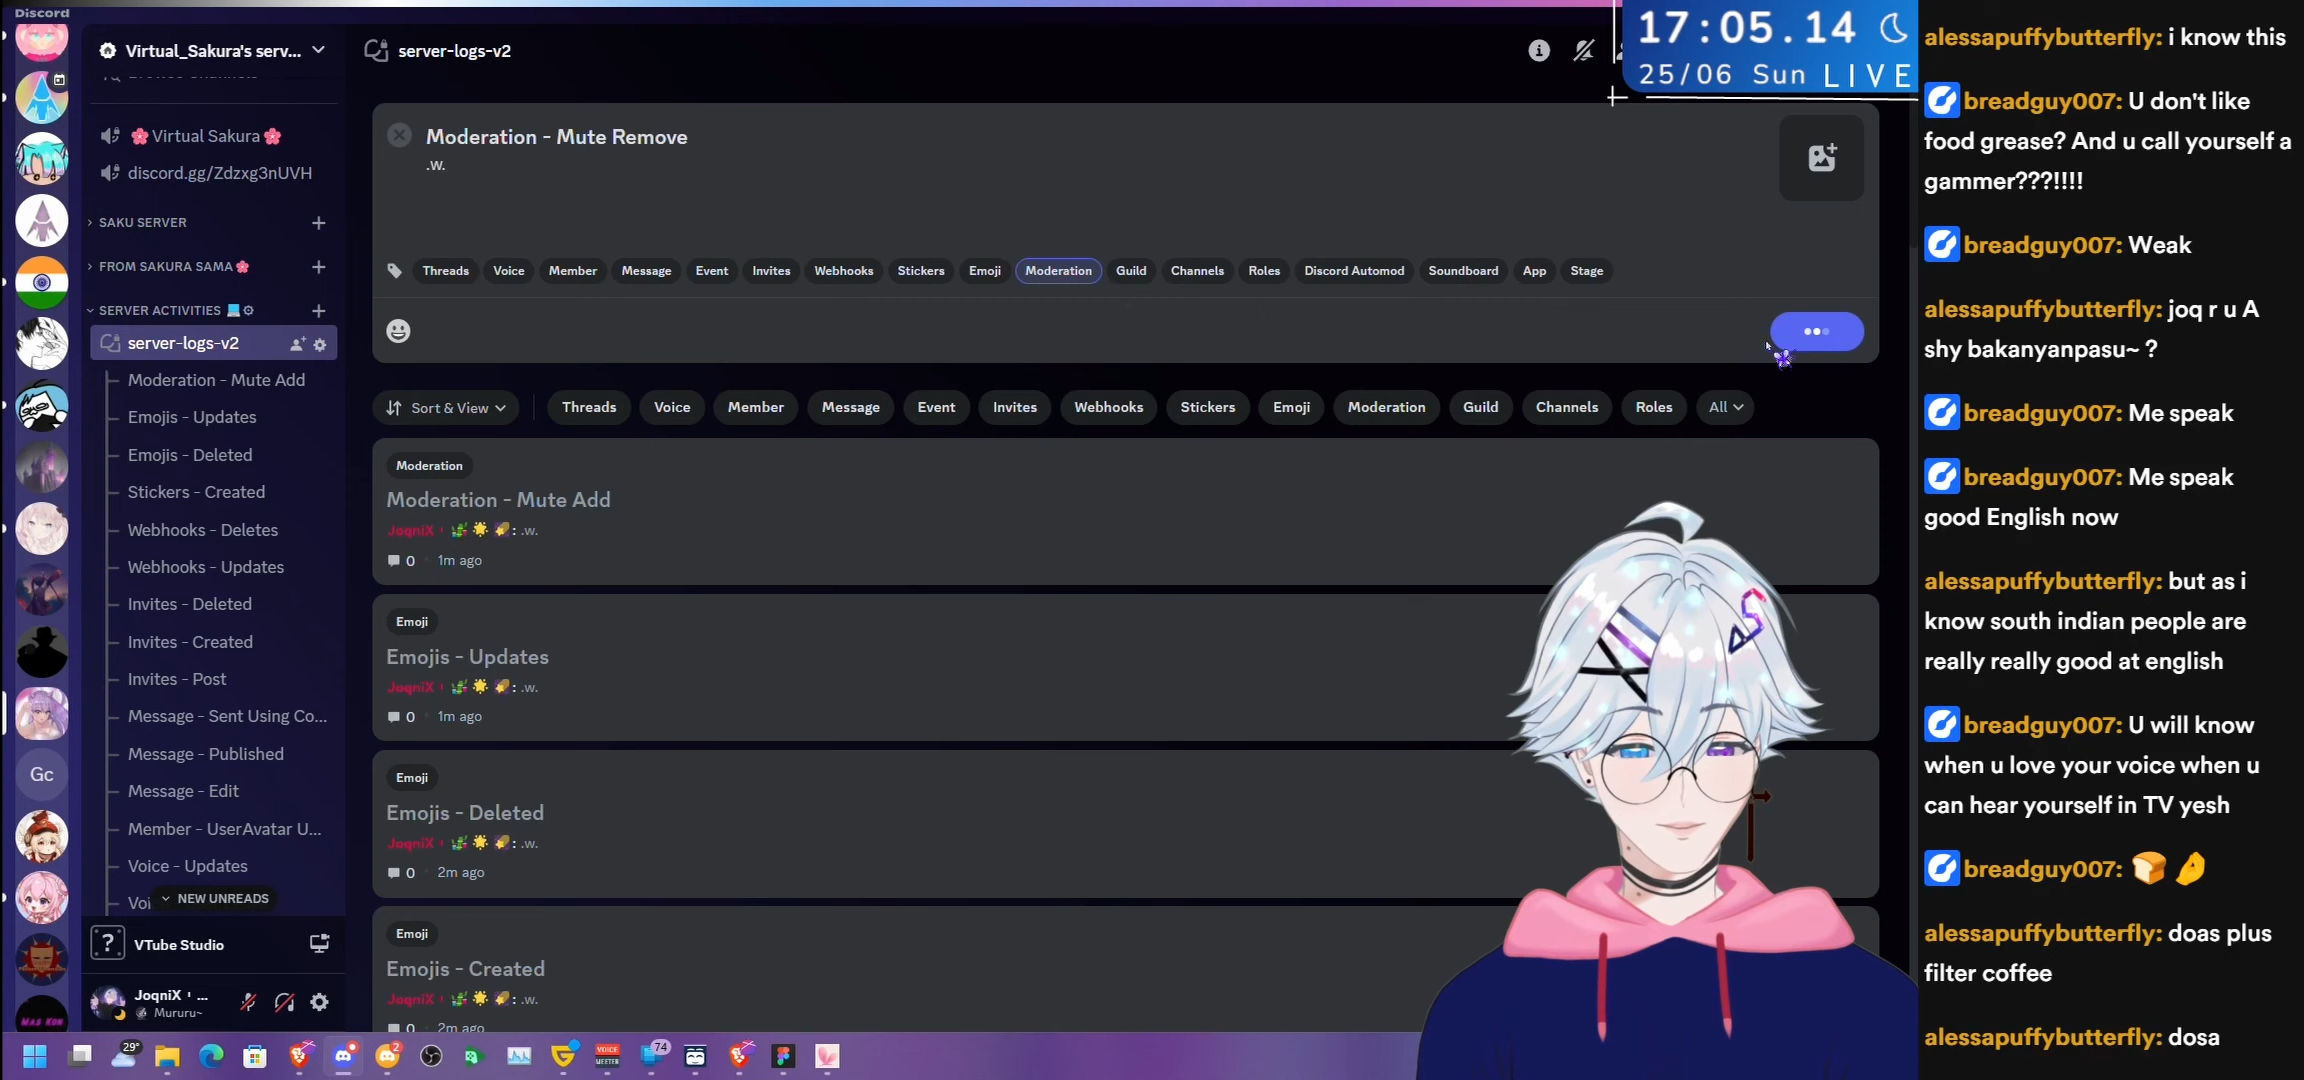 Discord
Virtual_Sakura's serv...
🌸Virtual Sakura🌸
discord.gg/Zdzxg3nUVH
SAKU SERVER
FROM SAKURA SAMA🌸
SERVER ACTIVITIES 💻⚙
server-logs-v2
Moderation - Mute Add
Emojis - Updates
Emojis - Deleted
Stickers - Created
Webhooks - Deletes
Webhooks - Updates
Invites - Deleted
Invites - Created
Invites - Post
Message - Sent Using Co...
Message - Published
Message - Edit
Member - UserAvatar U...
Voice - Updates
Voi
NEW UNREADS
Gc
VTube Studio
JoqniX ...
Mururu~
server-logs-v2
Moderation - Mute Remove
.w.
Threads Voice Member Message Event Invites Webhooks Stickers Emoji Moderation Guild Channels Roles Discord Automod Soundboard App Stage
Sort & View Threads Voice Member Message Event Invites Webhooks Stickers Emoji Moderation Guild Channels Roles All
Moderation
Moderation - Mute Add
JoqniX : .w.
0 1m ago
Emoji
Emojis - Updates
JoqniX : .w.
0 1m ago
Emoji
Emojis - Deleted
JoqniX : .w.
0 2m ago
Emoji
Emojis - Created
JoqniX : .w.
0 2m ago
17:05.14
25/06 Sun LIVE
alessapuffybutterfly: i know this
breadguy007: U don't like
food grease? And u call yourself a
gammer???!!!!
breadguy007: Weak
alessapuffybutterfly: joq r u A
shy bakanyanpasu~ ?
breadguy007: Me speak
breadguy007: Me speak
good English now
alessapuffybutterfly: but as i
know south indian people are
really really good at english
breadguy007: U will know
when u love your voice when u
can hear yourself in TV yesh
breadguy007: 🍞 🤌
alessapuffybutterfly: doas plus
filter coffee
alessapuffybutterfly: dosa
29°
2
VOICE
MEETER
74